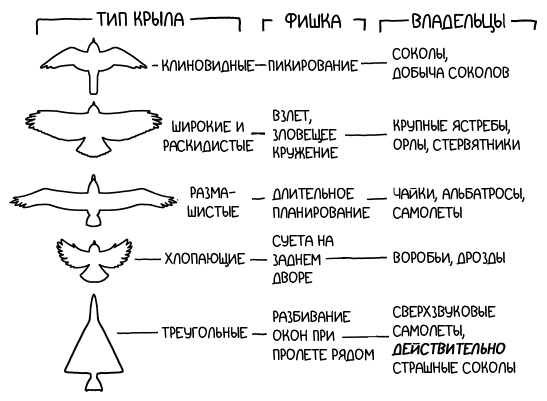 ТИП КРЫЛА ФИШКА ВЛАДЕЛЬЦЫ
КЛИНОВИДНЫЕ ПИКИРОВАНИЕ СОКОЛЫ,
ДОБЫЧА СОКОЛОВ
ШИРОКИЕ И
РАСКИДИСТЫЕ
ВЗЛЕТ,
ЗЛОВЕЩЕЕ
КРУЖЕНИЕ
КРУПНЫЕ ЯСТРЕБЫ,
ОРЛЫ, СТЕРВЯТНИКИ
РАЗМА-
ШИСТЫЕ
ДЛИТЕЛЬНОЕ
ПЛАНИРОВАНИЕ
ЧАЙКИ, АЛЬБАТРОСЫ,
САМОЛЕТЫ
ХЛОПАЮЩИЕ
СУЕТА НА
ЗАДНЕМ
ДВОРЕ
ВОРОБЬИ, ДРОЗДЫ
ТРЕУГОЛЬНЫЕ
РАЗБИВАНИЕ
ОКОН ПРИ
ПРОЛЕТЕ РЯДОМ
СВЕРХЗВУКОВЫЕ
САМОЛЕТЫ,
ДЕЙСТВИТЕЛЬНО
СТРАШНЫЕ СОКОЛЫ